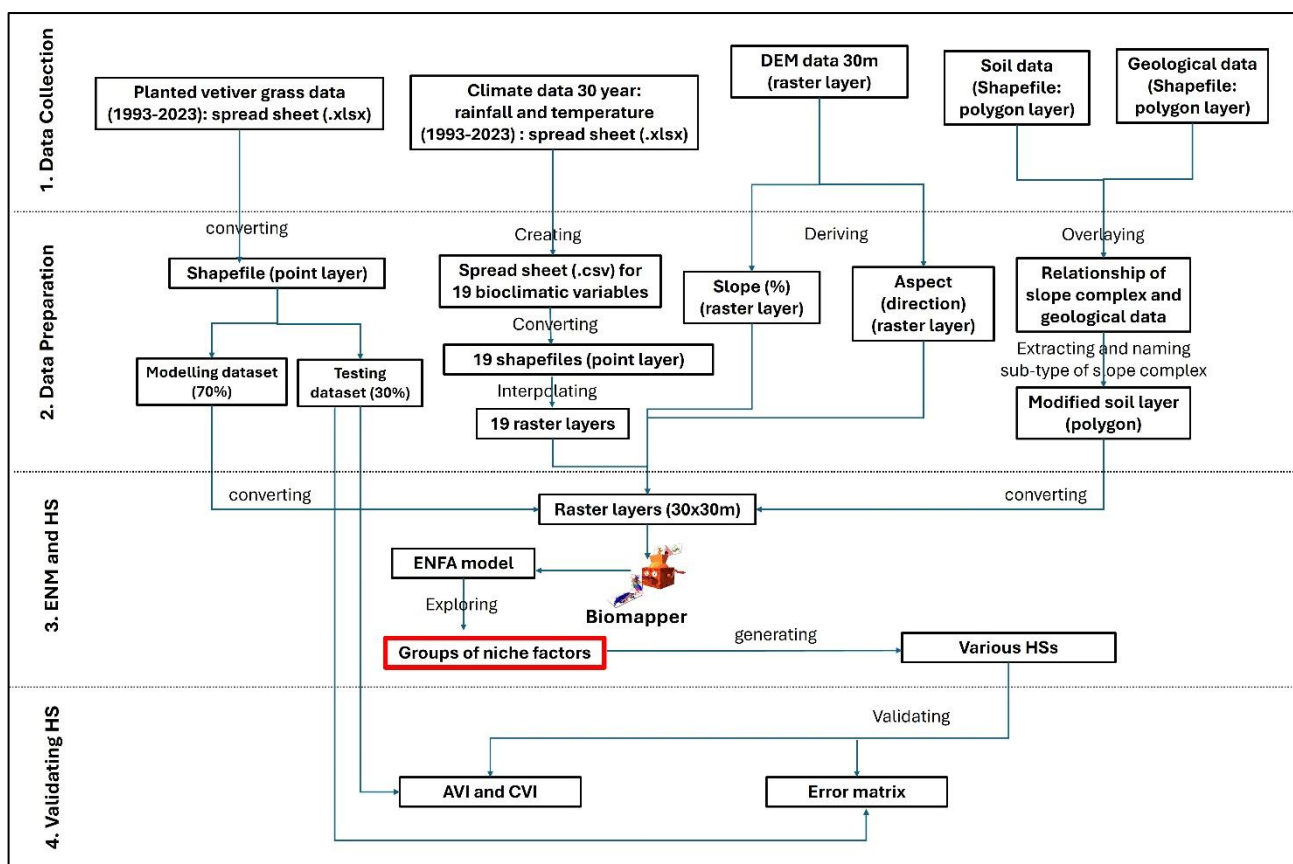 1. Data Collection
Planted vetiver grass data
(1993-2023): spread sheet (.xlsx)
Climate data 30 year:
rainfall and temperature
(1993-2023) : spread sheet (.xlsx)
DEM data 30m
(raster layer)
Soil data
(Shapefile:
polygon layer)
Geological data
(Shapefile:
polygon layer)
2. Data Preparation
converting
Creating
Deriving
Overlaying
Shapefile (point layer)
Spread sheet (.csv) for
19 bioclimatic variables
Slope (%)
(raster layer)
Aspect
(direction)
(raster layer)
Relationship of
slope complex and
geological data
Converting
Extracting and naming
sub-type of slope complex
Modelling dataset
(70%)
Testing
dataset (30%)
19 shapefiles (point layer)
Interpolating
19 raster layers
Modified soil layer
(polygon)
3. ENM and HS
converting
Raster layers (30x30m)
converting
ENFA model
Biomapper
Exploring
Groups of niche factors
generating
Various HSs
4. Validating HS
Validating
AVI and CVI
Error matrix